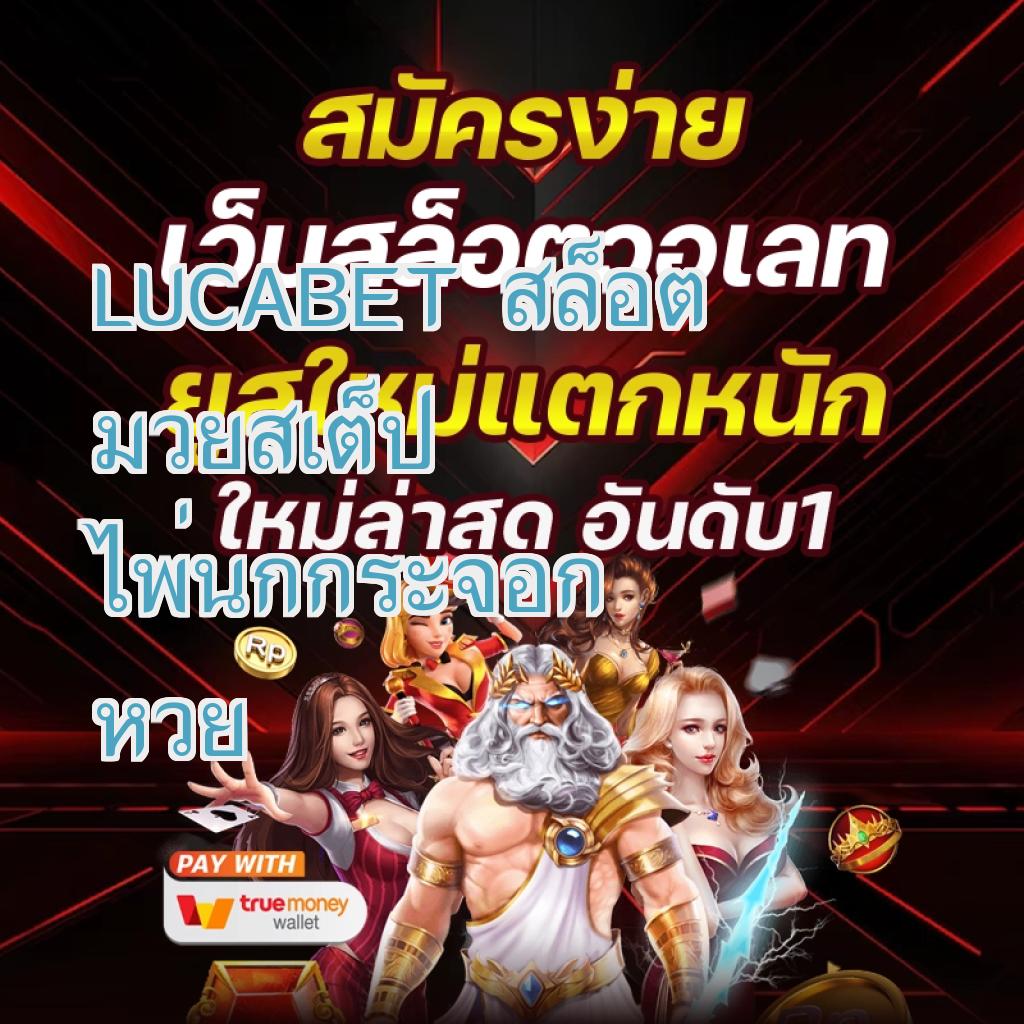 สมัครง่าย
เว็บสล็อตวอเลท
LUCABET สล็อต
ยูสใหม่แตกหนัก
มวยสเต็ป
ใหม่ล่าสุด อันดับ1
ไพ่นกกระจอก
หวย
Rp
PAY WITH
truemoney
wallet